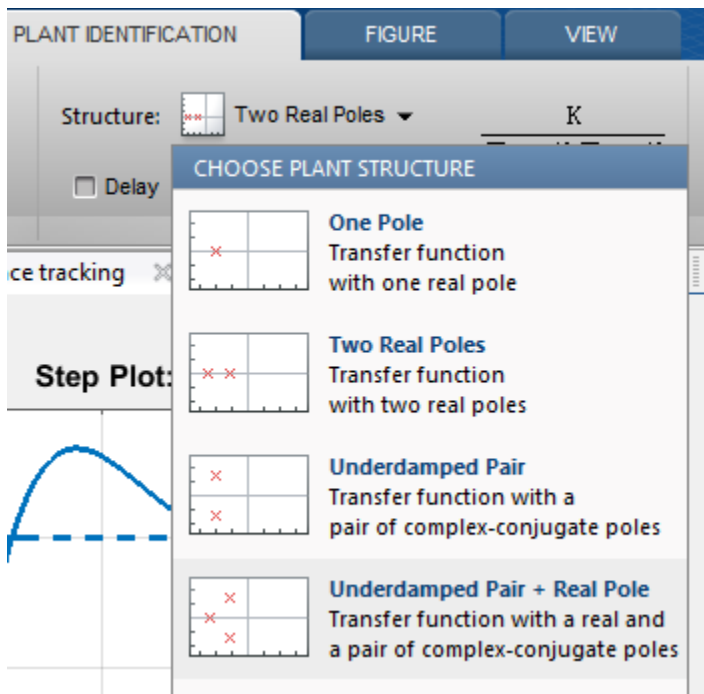 PLANT IDENTIFICATION FIGURE VIEW
Structure: Two Real Poles K
Delay
CHOOSE PLANT STRUCTURE
One Pole
Transfer function
with one real pole
ce tracking
Two Real Poles
Transfer function
with two real poles
Step Plot:
Underdamped Pair
Transfer function with a
pair of complex-conjugate poles
Underdamped Pair + Real Pole
Transfer function with a real and
a pair of complex-conjugate poles